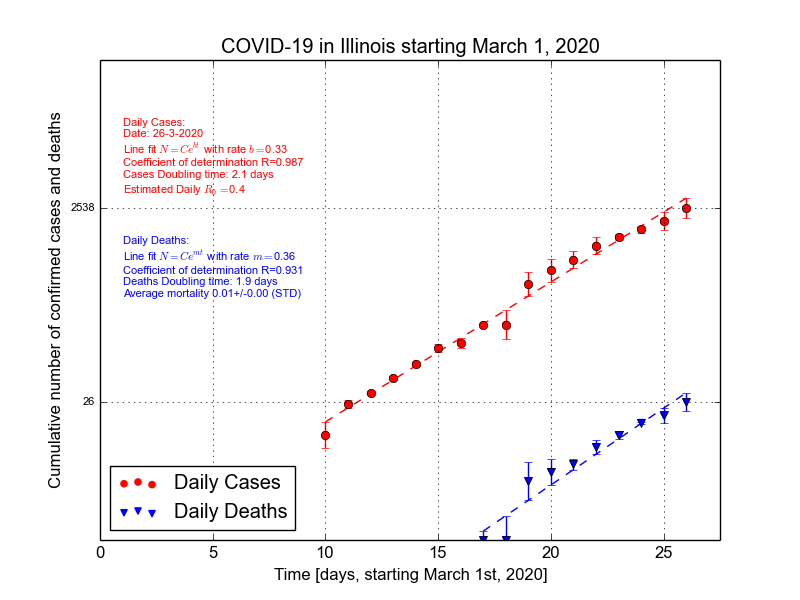 COVID-19 in Illinois starting March 1, 2020
Daily Cases:
Date: 26-3-2020
Line fit N = Ce^{bt} with rate b =0.33
Coefficient of determination R=0.987
Cases Doubling time: 2.1 days
Estimated Daily R_0 =0.4
Daily Deaths:
Line fit N = Ce^{mt} with rate m =0.36
Coefficient of determination R=0.931
Deaths Doubling time: 1.9 days
Average mortality 0.01+/-0.00 (STD)
Cumulative number of confirmed cases and deaths
2538
26
Daily Cases
Daily Deaths
0 5 10 15 20 25
Time [days, starting March 1st, 2020]